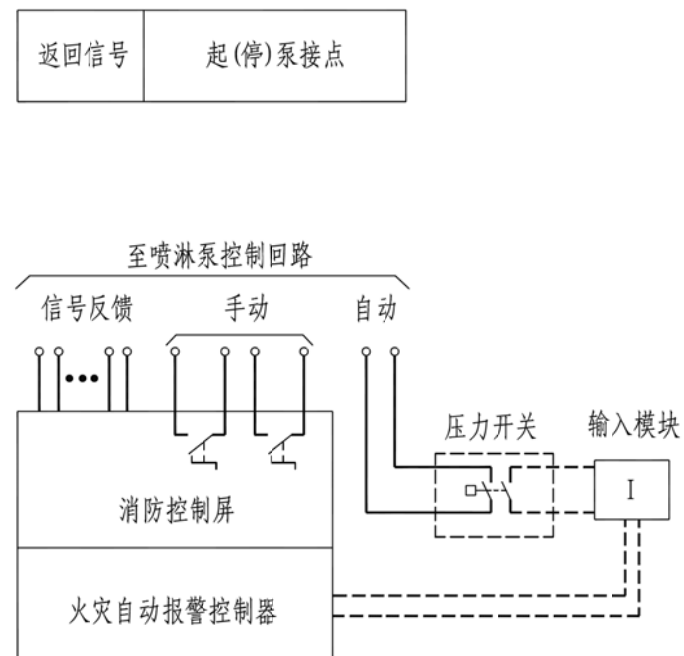 返回信号 起(停)泵接点
至喷淋泵控制回路
信号反馈 手动 自动
压力开关 输入模块
I
消防控制屏
火灾自动报警控制器